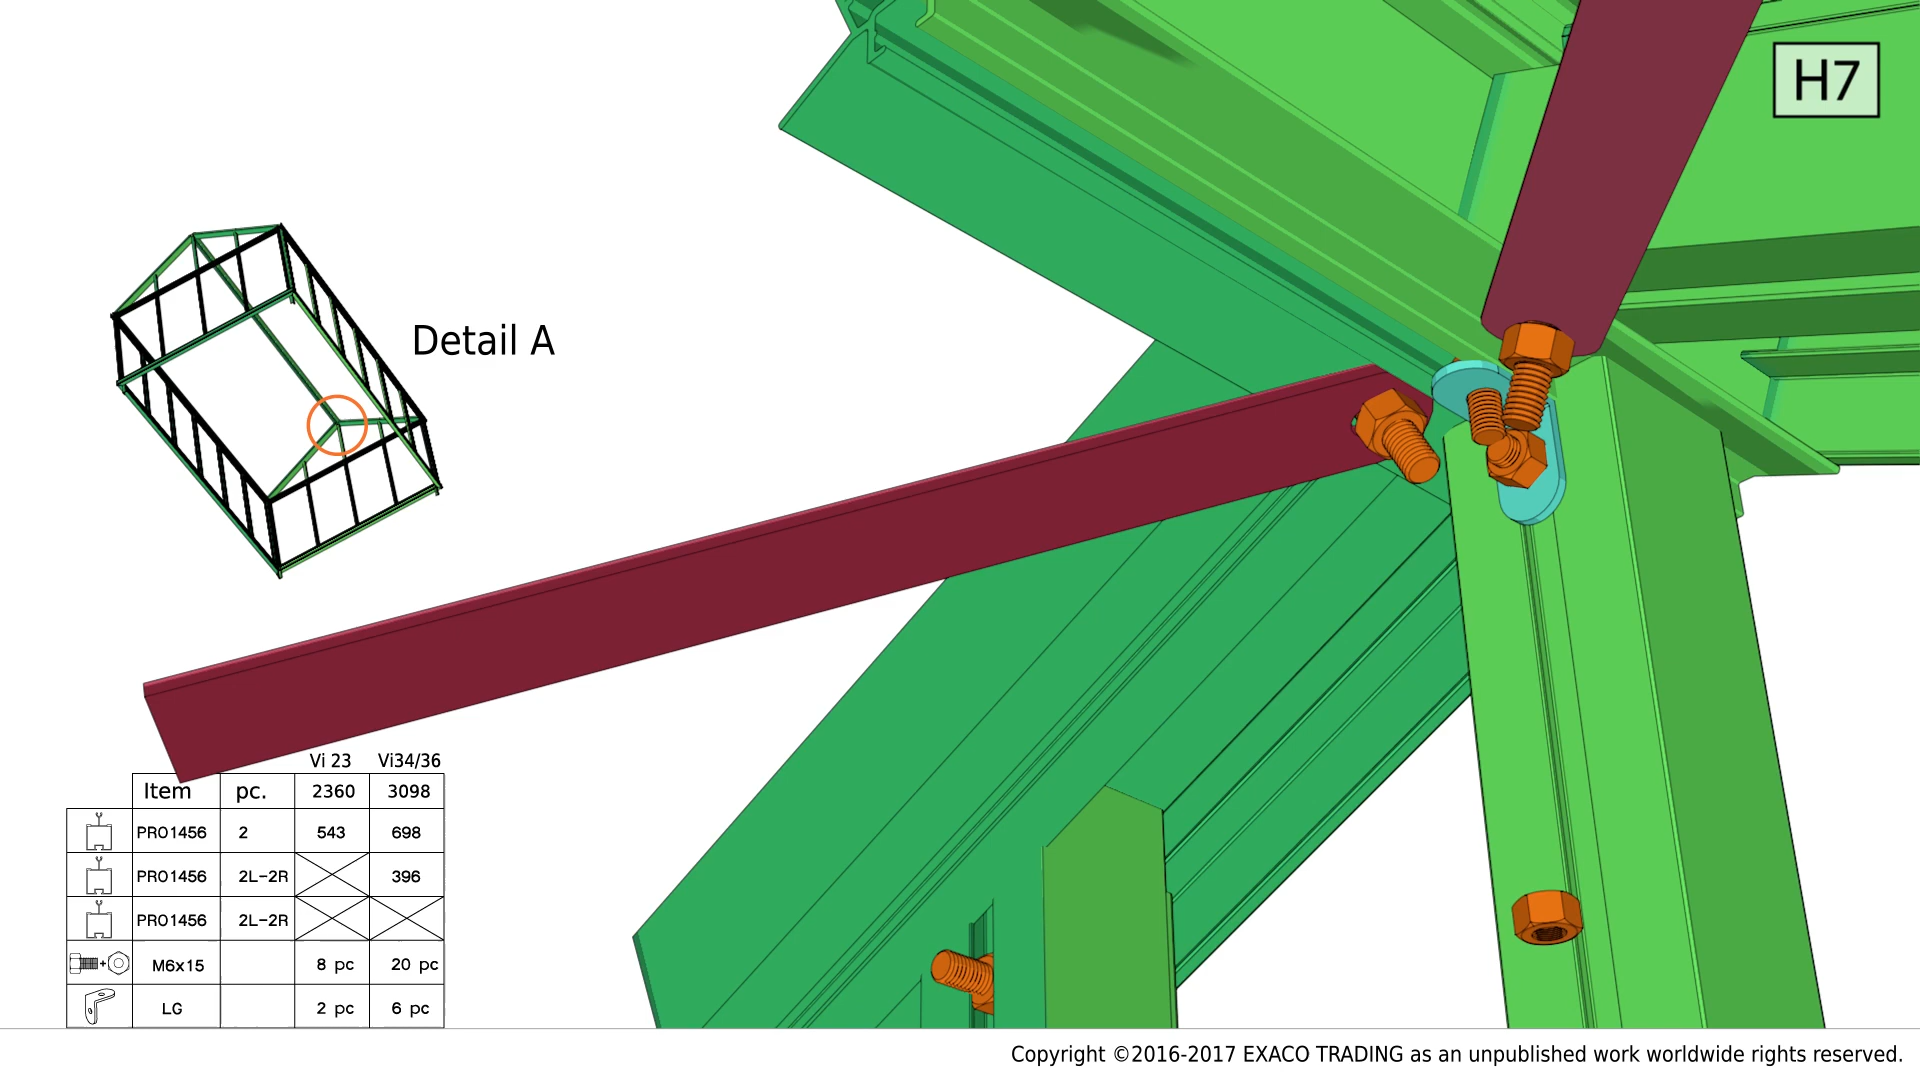 H7
Detail A
Vi 23 Vi34/36
Item pc. 2360 3098
PRO1456 2 543 698
PRO1456 2L-2R 396
PRO1456 2L-2R
+ M6x15 8 pc 20 pc
LG 2 pc 6 pc
Copyright ©2016-2017 EXACO TRADING as an unpublished work worldwide rights reserved.